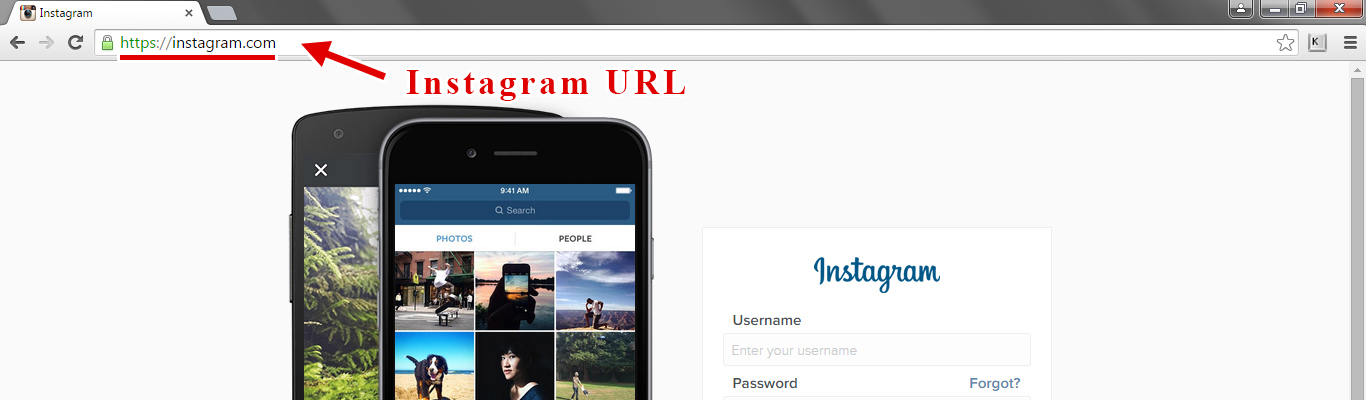 Instagram
https://instagram.com
K
Instagram URL
9:41 AM
Search
PHOTOS
PEOPLE
Instagram
Username
Enter your username
Password
Forgot?